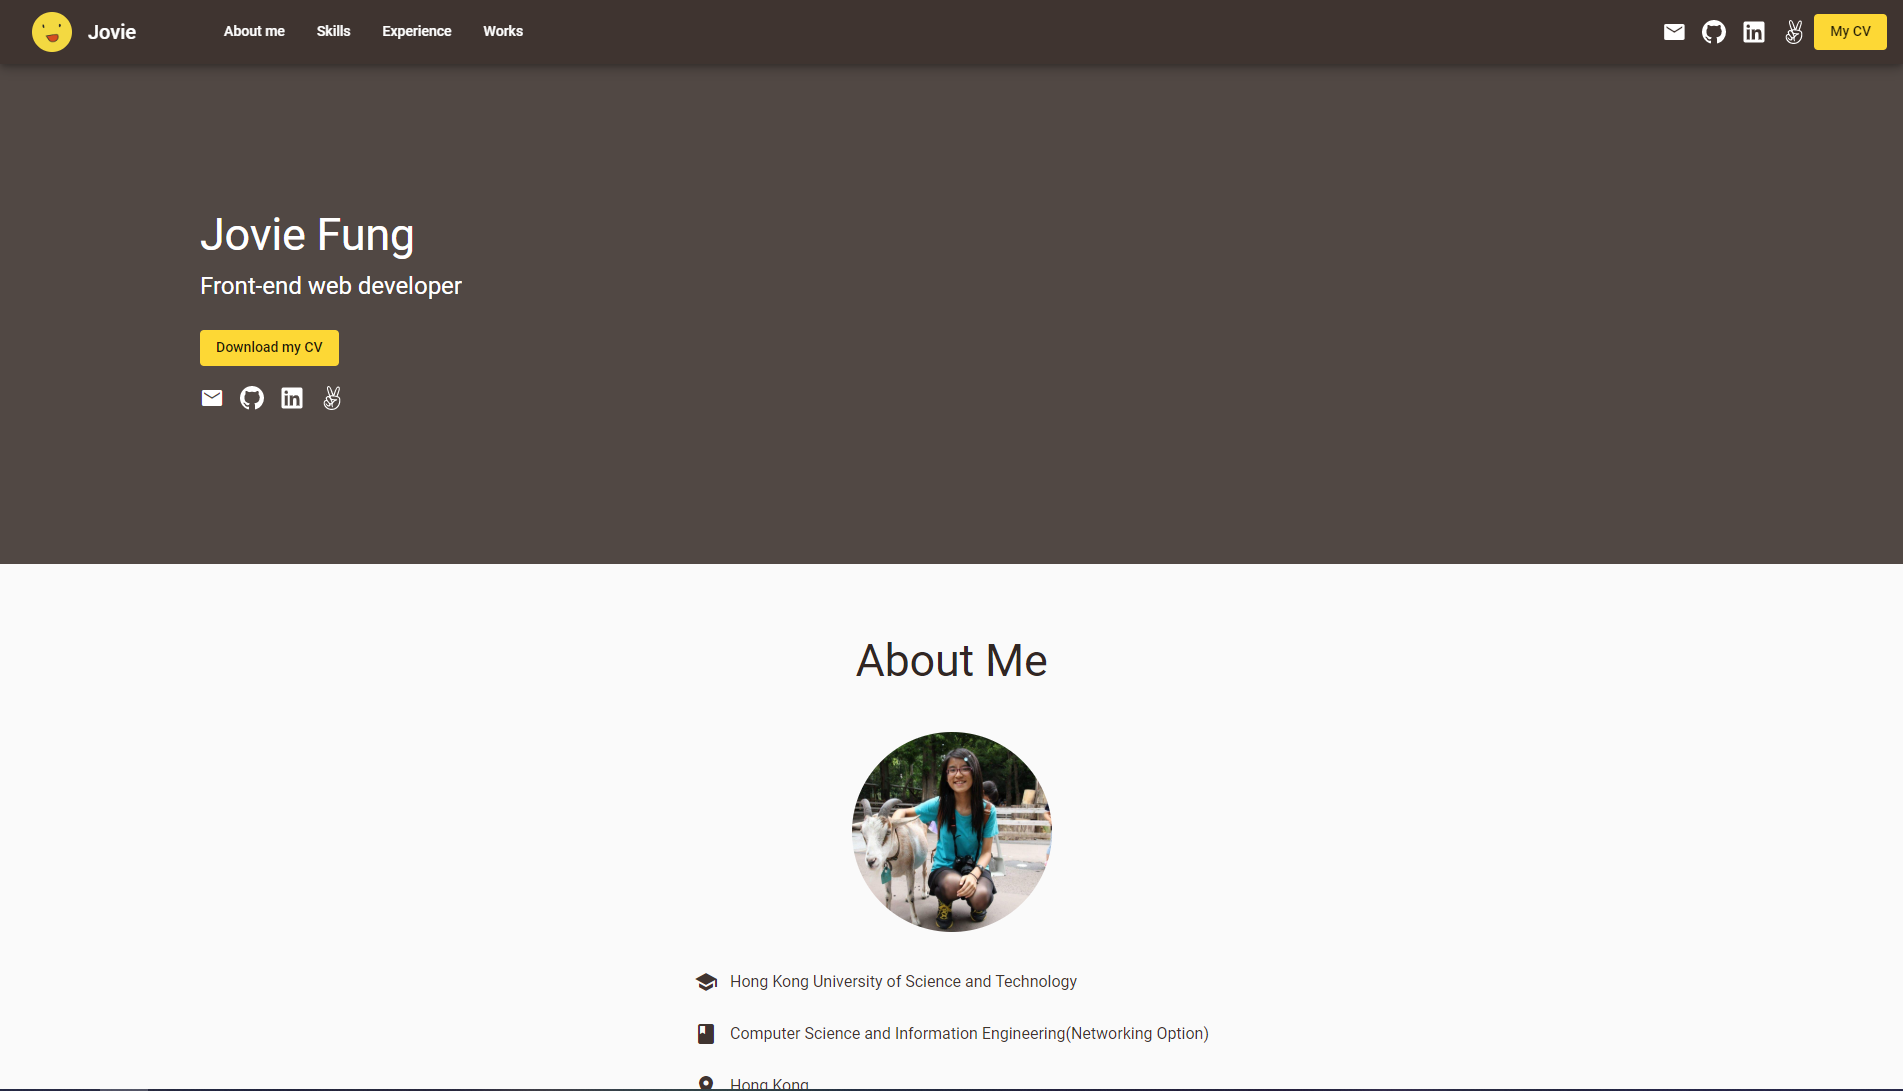 Jovie
About me
Skills
Experience
Works
My CV
Jovie Fung
Front-end web developer
Download my CV
in
About Me
Hong Kong University of Science and Technology
Computer Science and Information Engineering(Networking Option)
Hong Kong